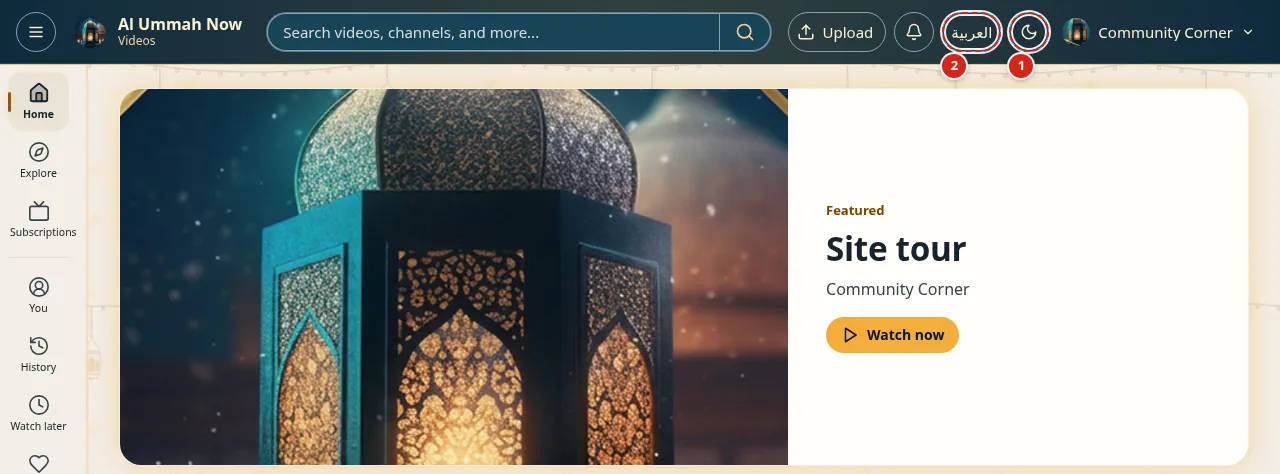 Al Ummah Now
Videos
Search videos, channels, and more...
Upload
العربية
Community Corner
2
1
Home
Explore
Subscriptions
You
History
Watch later
Featured
Site tour
Community Corner
Watch now